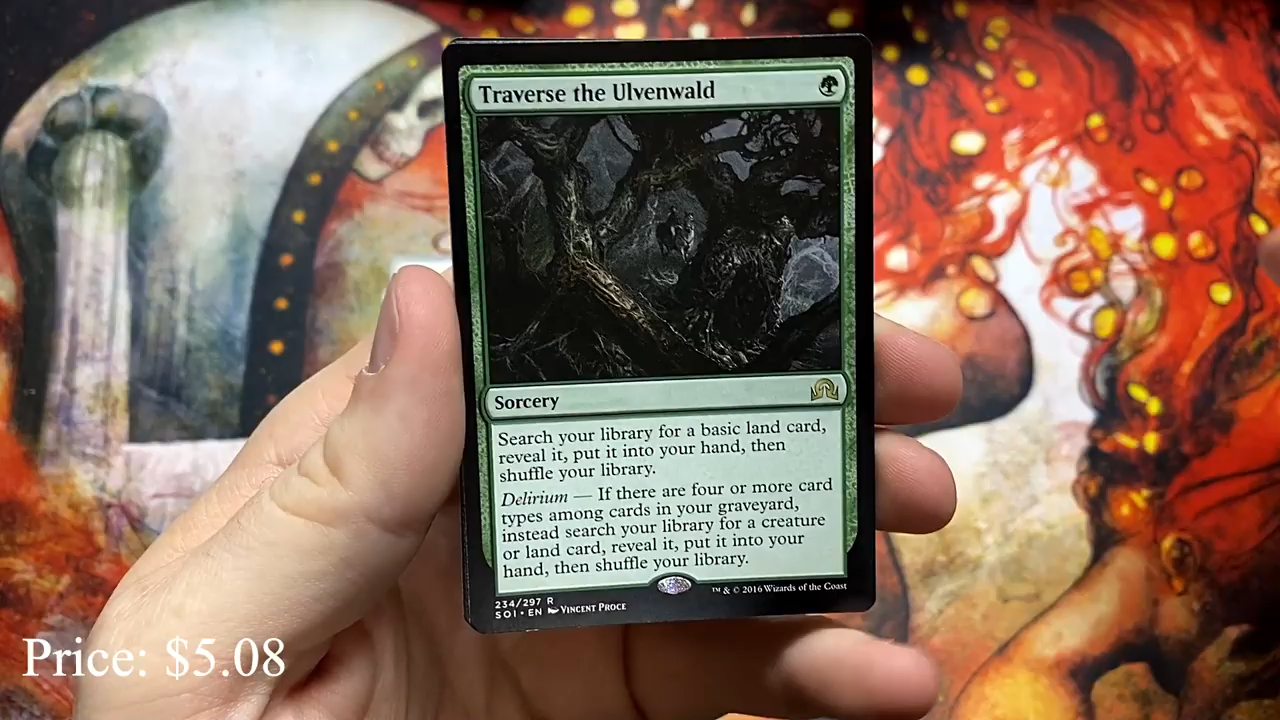 Traverse the Ulvenwald
Sorcery
Search your library for a basic land card,
reveal it, put it into your hand, then
shuffle your library.
Delirium — If there are four or more card
types among cards in your graveyard,
instead search your library for a creature
or land card, reveal it, put it into your
hand, then shuffle your library.
234/297 R
SOI • EN VINCENT PROCE
™ & © 2016 Wizards of the Coast
Price: $5.08